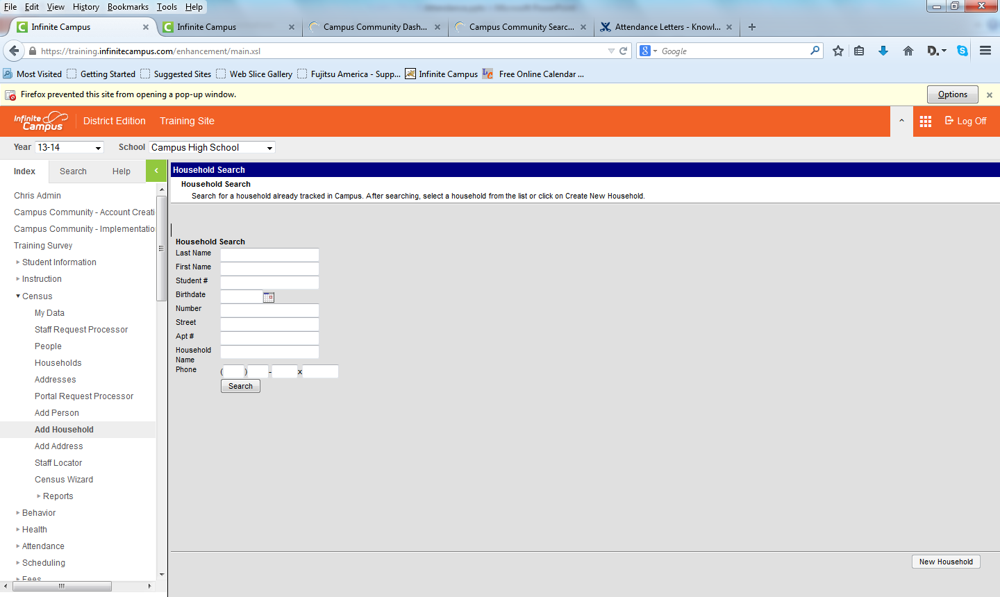 File Edit View History Bookmarks Tools Help
Infinite Campus
Infinite Campus
Campus Community Dash...
Campus Community Searc...
Attendance Letters - Knowl...
https://training.infinitecampus.com/enhancement/main.xsl
Google
Most Visited Getting Started Suggested Sites Web Slice Gallery Fujitsu America - Supp... Infinite Campus Free Online Calendar ...
Firefox prevented this site from opening a pop-up window.
Options
Infinite Campus District Edition Training Site
Log Off
Year 13-14 School Campus High School
Index Search Help
Chris Admin
Campus Community - Account Creati
Campus Community - Implementatio
Training Survey
Student Information
Instruction
Census
My Data
Staff Request Processor
People
Households
Addresses
Portal Request Processor
Add Person
Add Household
Add Address
Staff Locator
Census Wizard
Reports
Behavior
Health
Attendance
Scheduling
Fees
Household Search
Household Search
Search for a household already tracked in Campus. After searching, select a household from the list or click on Create New Household.
Household Search
Last Name
First Name
Student #
Birthdate
Number
Street
Apt #
Household
Name
Phone ( ) - x
Search
New Household